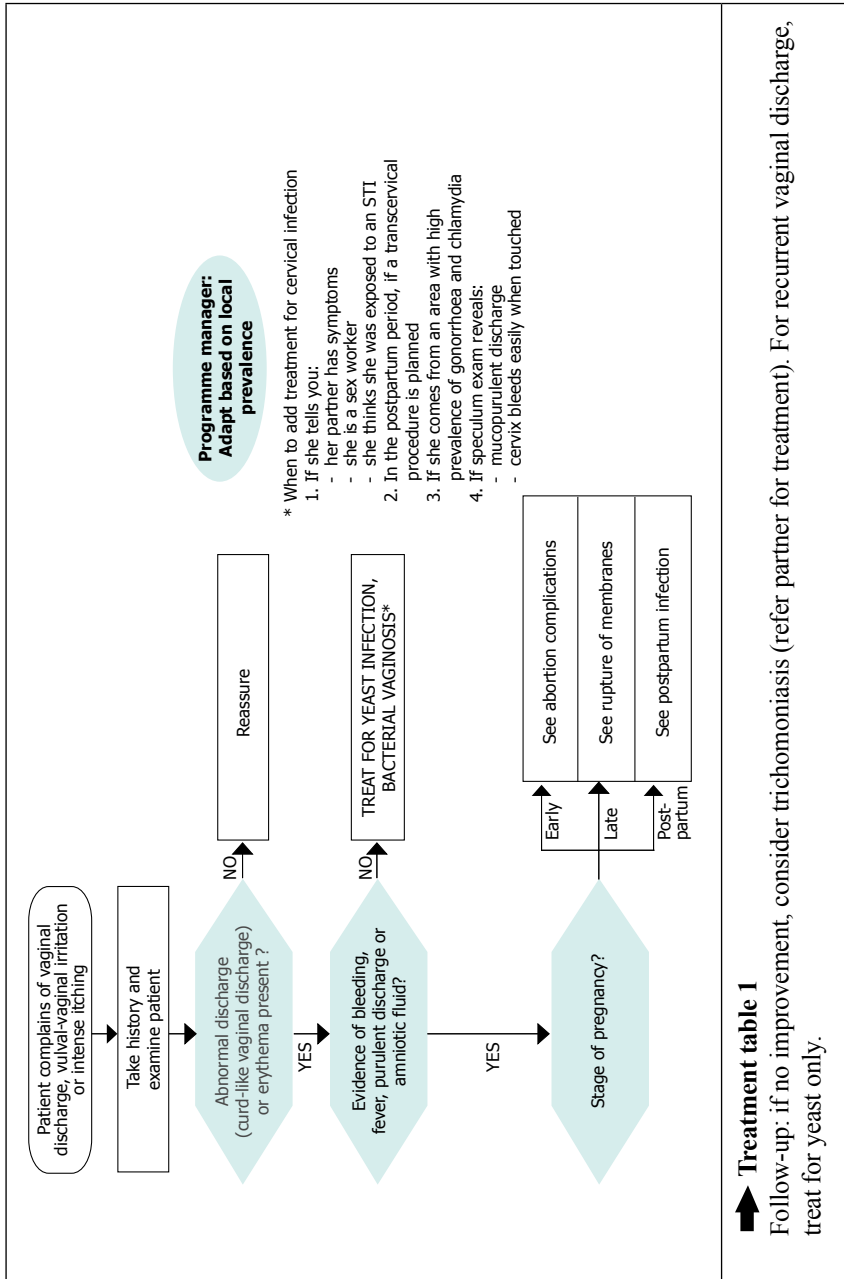 Patient complains of vaginal
discharge, vulval-vaginal irritation
or intense itching
Take history and
examine patient
Abnormal discharge
(curd-like vaginal discharge)
or erythema present ?
NO
Reassure
YES
Evidence of bleeding,
fever, purulent discharge or
amniotic fluid?
NO
TREAT FOR YEAST INFECTION,
BACTERIAL VAGINOSIS*
YES
Stage of pregnancy?
Early
See abortion complications
Late
See rupture of membranes
Post-
partum
See postpartum infection
Programme manager:
Adapt based on local
prevalence
* When to add treatment for cervical infection
1. If she tells you:
- her partner has symptoms
- she is a sex worker
- she thinks she was exposed to an STI
2. In the postpartum period, if a transcervical
procedure is planned
3. If she comes from an area with high
prevalence of gonorrhoea and chlamydia
4. If speculum exam reveals:
- mucopurulent discharge
- cervix bleeds easily when touched
Treatment table 1
Follow-up: if no improvement, consider trichomoniasis (refer partner for treatment). For recurrent vaginal discharge,
treat for yeast only.